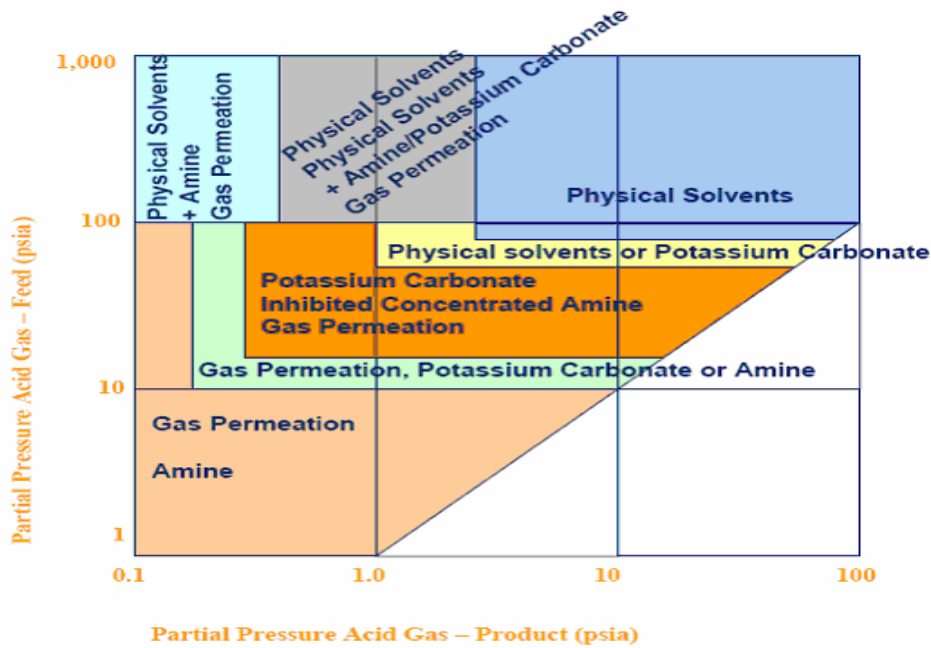 1,000
100
10
1
0.1
1.0
10
100
Partial Pressure Acid Gas – Feed (psia)
Partial Pressure Acid Gas – Product (psia)
Physical Solvents
+ Amine
Gas Permeation
Physical Solvents
Physical Solvents
+ Amine/Potassium Carbonate
Gas Permeation
Physical Solvents
Physical solvents or Potassium Carbonate
Potassium Carbonate
Inhibited Concentrated Amine
Gas Permeation
Gas Permeation, Potassium Carbonate or Amine
Gas Permeation
Amine